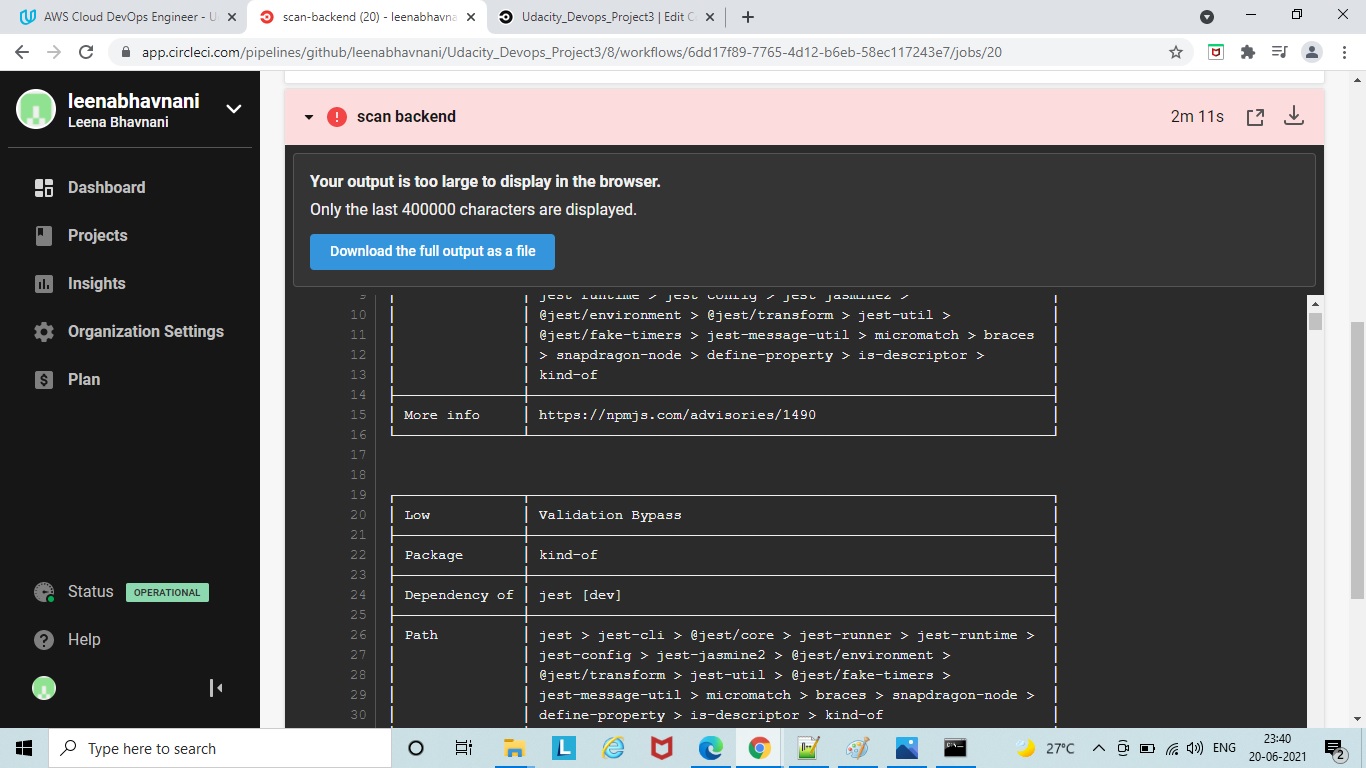 AWS Cloud DevOps Engineer - U
scan-backend (20) - leenabhavna
Udacity_Devops_Project3 | Edit C
app.circleci.com/pipelines/github/leenabhavnani/Udacity_Devops_Project3/8/workflows/6dd17f89-7765-4d12-b6eb-58ec117243e7/jobs/20
leenabhavnani
Leena Bhavnani
Dashboard
Projects
Insights
Organization Settings
Plan
Status OPERATIONAL
Help
scan backend 2m 11s
Your output is too large to display in the browser.
Only the last 400000 characters are displayed.
Download the full output as a file
9 jest-runtime > jest-config > jest-jasmine2 >
10 @jest/environment > @jest/transform > jest-util >
11 @jest/fake-timers > jest-message-util > micromatch > braces
12 > snapdragon-node > define-property > is-descriptor >
13 kind-of
14
15 More info https://npmjs.com/advisories/1490
16
17
18
19
20 Low Validation Bypass
21
22 Package kind-of
23
24 Dependency of jest [dev]
25
26 Path jest > jest-cli > @jest/core > jest-runner > jest-runtime >
27 jest-config > jest-jasmine2 > @jest/environment >
28 @jest/transform > jest-util > @jest/fake-timers >
29 jest-message-util > micromatch > braces > snapdragon-node >
30 define-property > is-descriptor > kind-of
Type here to search
27°C
ENG
23:40
20-06-2021
2